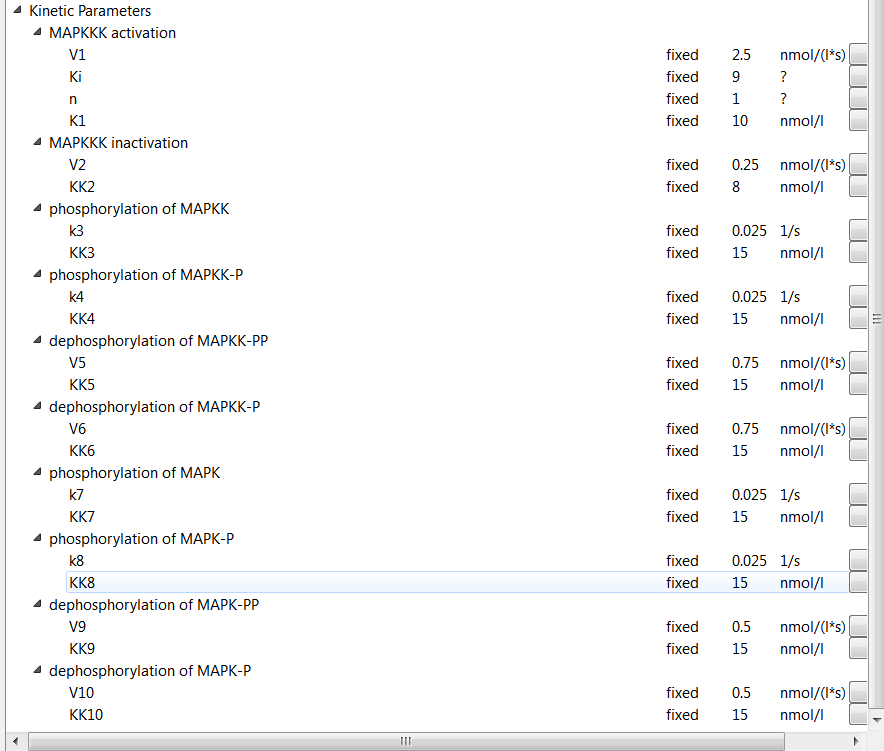 Kinetic Parameters
MAPKKK activation
V1 fixed 2.5 nmol/(l*s)
Ki fixed 9 ?
n fixed 1 ?
K1 fixed 10 nmol/l
MAPKKK inactivation
V2 fixed 0.25 nmol/(l*s)
KK2 fixed 8 nmol/l
phosphorylation of MAPKK
k3 fixed 0.025 1/s
KK3 fixed 15 nmol/l
phosphorylation of MAPKK-P
k4 fixed 0.025 1/s
KK4 fixed 15 nmol/l
dephosphorylation of MAPKK-PP
V5 fixed 0.75 nmol/(l*s)
KK5 fixed 15 nmol/l
dephosphorylation of MAPKK-P
V6 fixed 0.75 nmol/(l*s)
KK6 fixed 15 nmol/l
phosphorylation of MAPK
k7 fixed 0.025 1/s
KK7 fixed 15 nmol/l
phosphorylation of MAPK-P
k8 fixed 0.025 1/s
KK8 fixed 15 nmol/l
dephosphorylation of MAPK-PP
V9 fixed 0.5 nmol/(l*s)
KK9 fixed 15 nmol/l
dephosphorylation of MAPK-P
V10 fixed 0.5 nmol/(l*s)
KK10 fixed 15 nmol/l